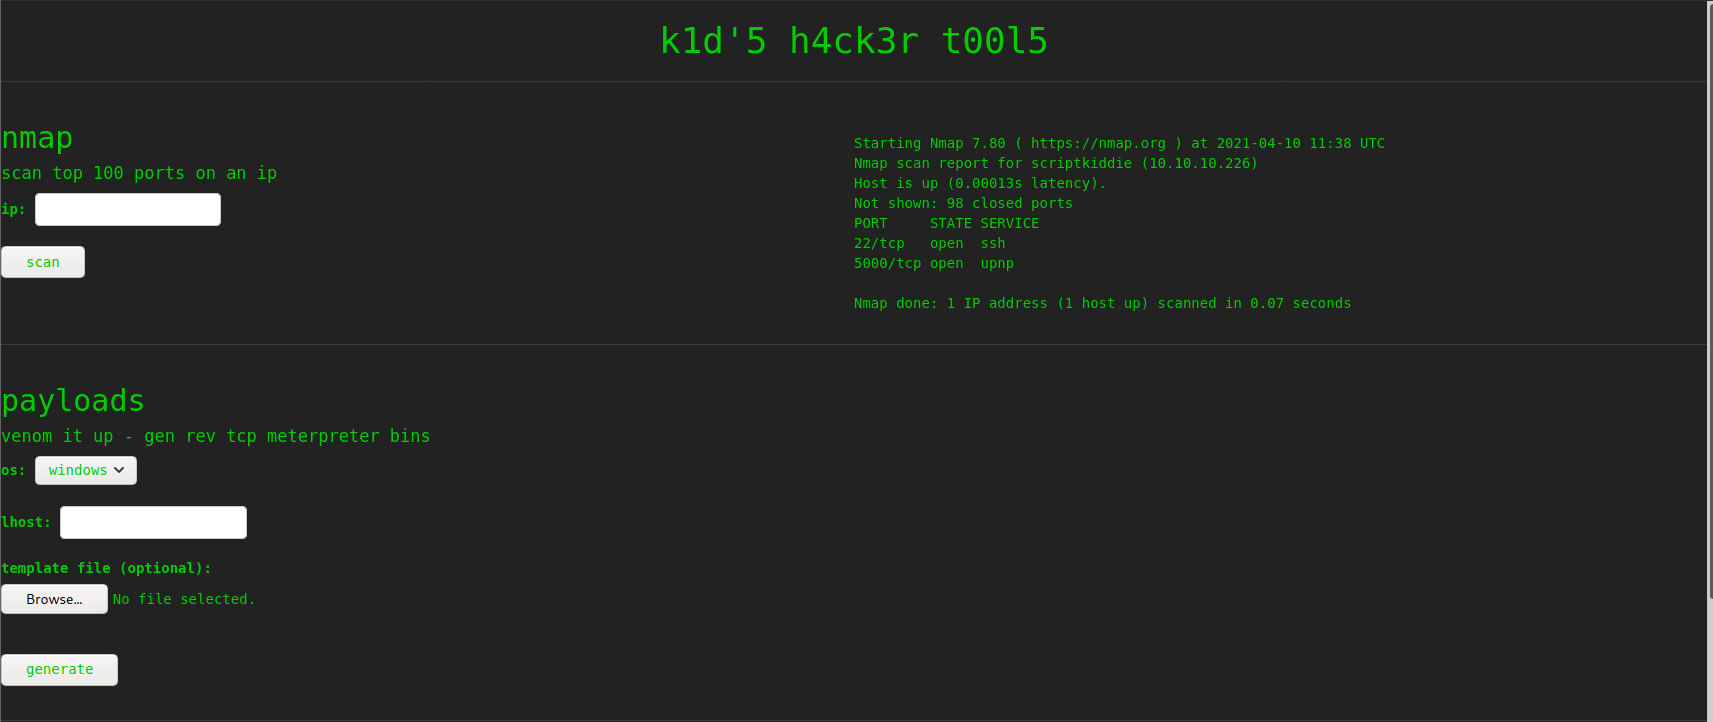 k1d'5 h4ck3r t00l5
nmap
scan top 100 ports on an ip
ip:
scan
Starting Nmap 7.80 ( https://nmap.org ) at 2021-04-10 11:38 UTC
Nmap scan report for scriptkiddie (10.10.10.226)
Host is up (0.00013s latency).
Not shown: 98 closed ports
PORT     STATE SERVICE
22/tcp   open  ssh
5000/tcp open  upnp
Nmap done: 1 IP address (1 host up) scanned in 0.07 seconds
payloads
venom it up - gen rev tcp meterpreter bins
os: windows
lhost:
template file (optional):
Browse... No file selected.
generate